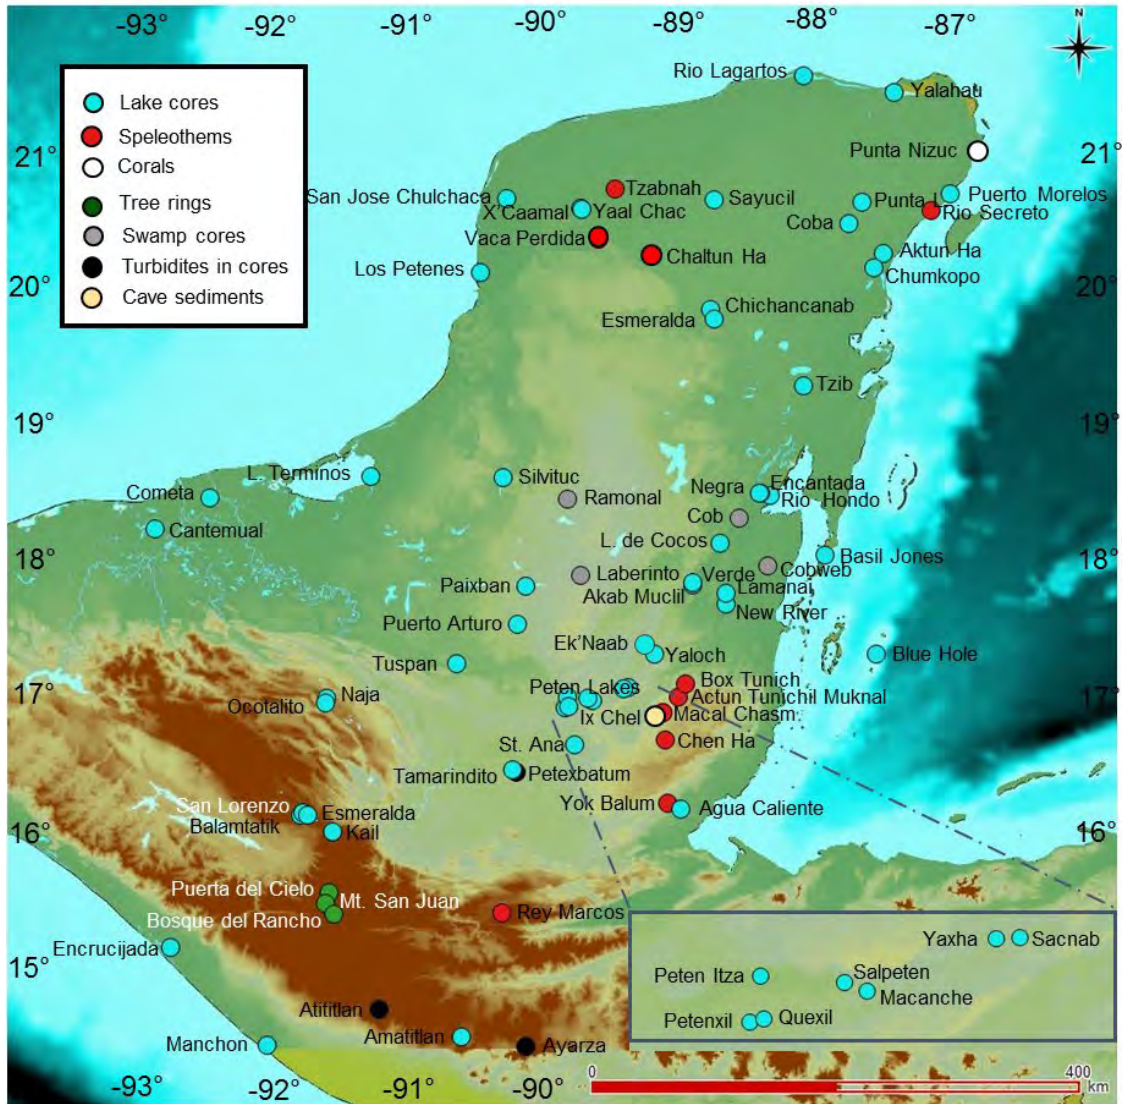 -93° -92° -91° -90° -89° -88° -87°
N
Lake cores
Speleothems
Corals
Tree rings
Swamp cores
Turbidites in cores
Cave sediments
Rio Lagartos
Yalahau
21°
21°
Punta Nizuc
San Jose Chulchaca
Tzabnah
Sayucil
Punta L
Puerto Morelos
X'Caamal
Yaal Chac
Rio Secreto
Coba
Vaca Perdida
Chaltun Ha
Aktun Ha
Los Petenes
Chumkopo
20°
20°
Chichancanab
Esmeralda
Tzib
19°
19°
L. Terminos
Silvituc
Cometa
Ramonal
Negra
Encantada
Rio Hondo
Cob
Cantemual
L. de Cocos
18°
18°
Basil Jones
Paixban
Laberinto
Verde
Cobweb
Akab Muclil
Lamanai
New River
Puerto Arturo
Ek'Naab
Yaloch
Blue Hole
Tuspan
17°
17°
Naja
Ocotalito
Peten Lakes
Box Tunich
Actun Tunichil Muknal
Ix Chel
Macal Chasm
St. Ana
Chen Ha
Tamarindito
Petexbatum
San Lorenzo
Esmeralda
Yok Balum
Agua Caliente
Balamtatik
Kail
16°
16°
Puerta del Cielo
Mt. San Juan
Bosque del Rancho
Rey Marcos
Encrucijada
15°
Yaxha
Sacnab
Peten Itza
Salpeten
Macanche
Petenxil
Quexil
Atititlan
Amatitlan
Ayarza
Manchon
-93° -92° -91° -90°
0 400
km